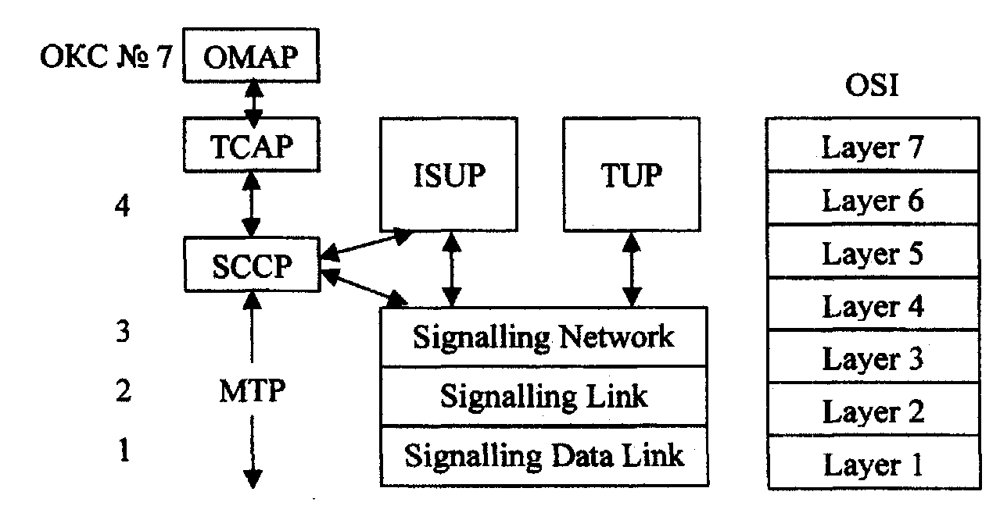 ОКС № 7
OMAP
OSI
TCAP
ISUP
TUP
Layer 7
Layer 6
4
Layer 5
SCCP
Layer 4
3
Signalling Network
Layer 3
2
MTP
Signalling Link
Layer 2
1
Signalling Data Link
Layer 1